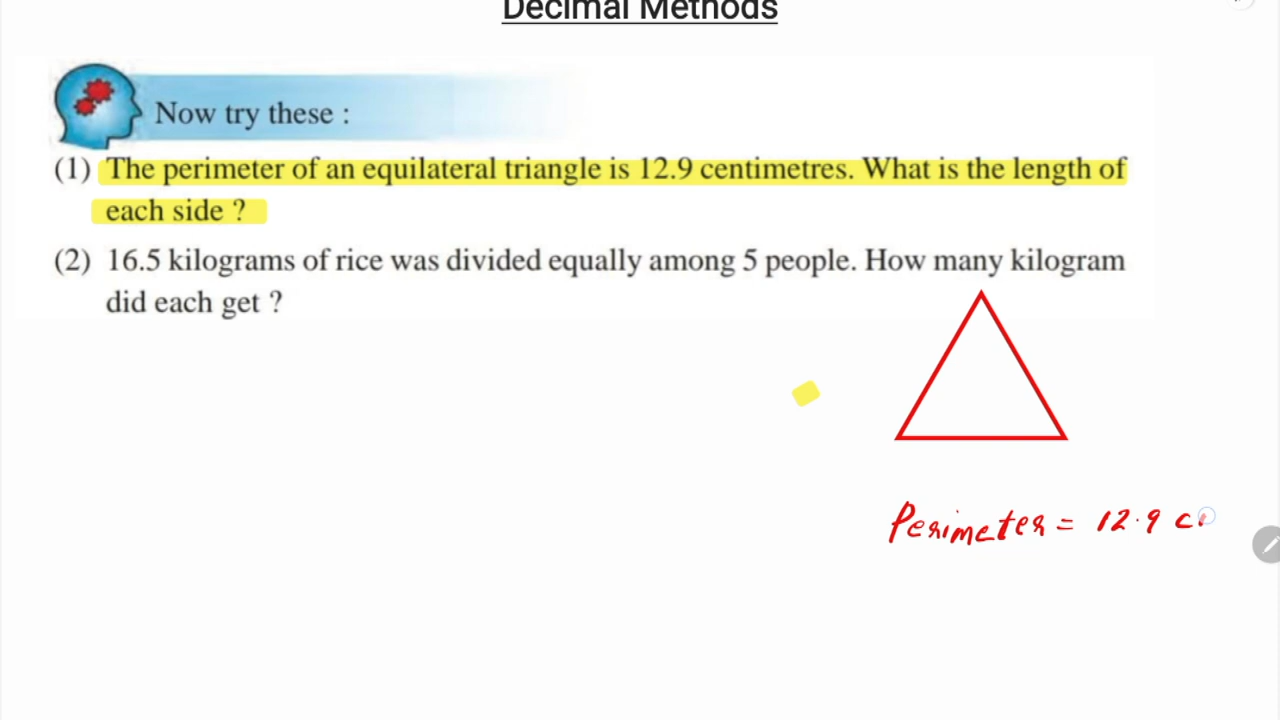 Decimal Methods
Now try these :
(1) The perimeter of an equilateral triangle is 12.9 centimetres. What is the length of
each side ?
(2) 16.5 kilograms of rice was divided equally among 5 people. How many kilogram
did each get ?
Perimeter = 12.9 c